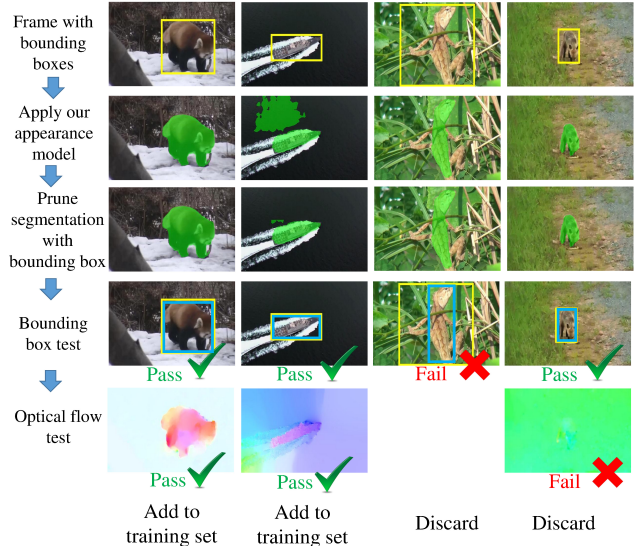 Frame with
bounding
boxes
Apply our
appearance
model
Prune
segmentation
with
bounding box
Bounding
box test
Pass
Pass
Fail
Pass
Optical flow
test
Pass
Pass
Fail
Add to
training set
Add to
training set
Discard
Discard